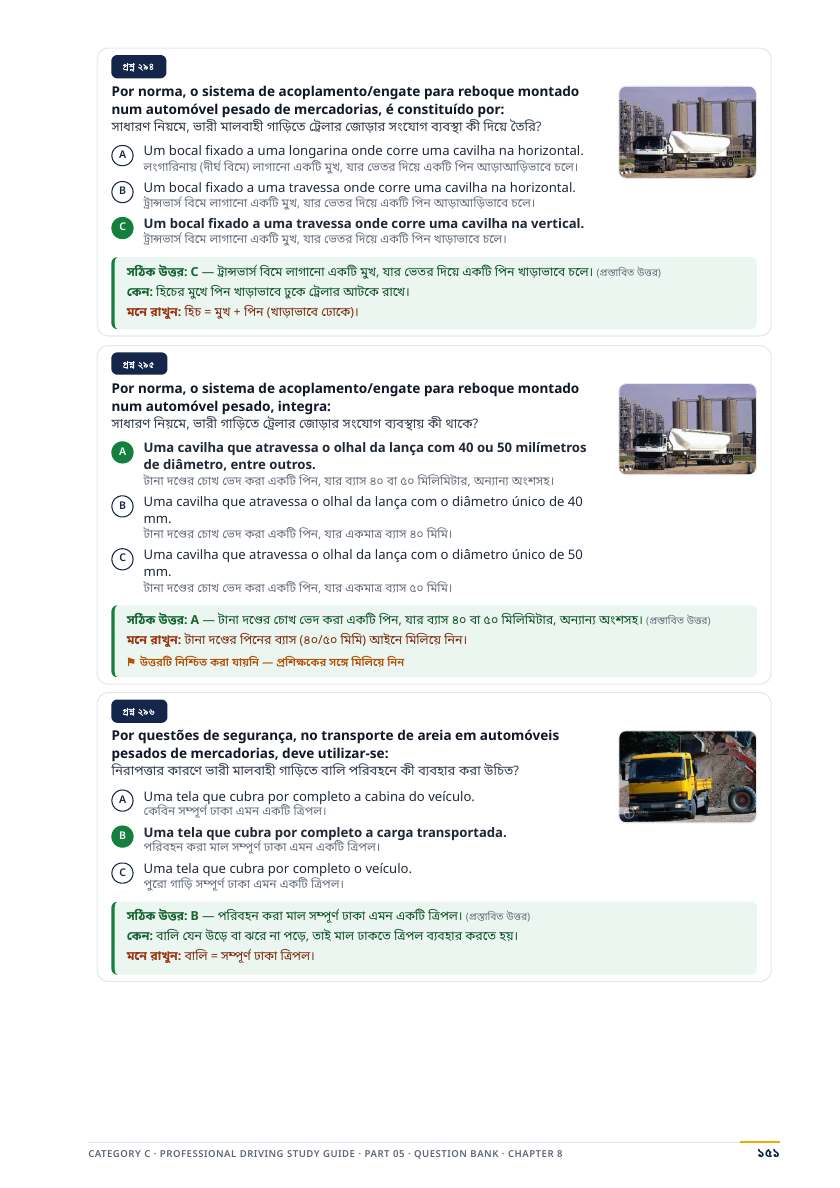 প্রশ্ন ২৯৪
Por norma, o sistema de acoplamento/engate para reboque montado
num automóvel pesado de mercadorias, é constituído por:
সাধারণ নিয়মে, ভারী মালবাহী গাড়িতে ট্রেলার জোড়ার সংযোগ ব্যবস্থা কী দিয়ে তৈরি?
A Um bocal fixado a uma longarina onde corre uma cavilha na horizontal.
লংগারিনায় (দীর্ঘ বিমে) লাগানো একটি মুখ, যার ভেতর দিয়ে একটি পিন আড়াআড়িভাবে চলে।
B Um bocal fixado a uma travessa onde corre uma cavilha na horizontal.
ট্রান্সভার্স বিমে লাগানো একটি মুখ, যার ভেতর দিয়ে একটি পিন আড়াআড়িভাবে চলে।
C Um bocal fixado a uma travessa onde corre uma cavilha na vertical.
ট্রান্সভার্স বিমে লাগানো একটি মুখ, যার ভেতর দিয়ে একটি পিন খাড়াভাবে চলে।
সঠিক উত্তর: C — ট্রান্সভার্স বিমে লাগানো একটি মুখ, যার ভেতর দিয়ে একটি পিন খাড়াভাবে চলে। (প্রস্তাবিত উত্তর)
কেন: হিচের মুখে পিন খাড়াভাবে ঢুকে ট্রেলার আটকে রাখে।
মনে রাখুন: হিচ = মুখ + পিন (খাড়াভাবে ঢোকে)।
প্রশ্ন ২৯৫
Por norma, o sistema de acoplamento/engate para reboque montado
num automóvel pesado, integra:
সাধারণ নিয়মে, ভারী গাড়িতে ট্রেলার জোড়ার সংযোগ ব্যবস্থায় কী থাকে?
A Uma cavilha que atravessa o olhal da lança com 40 ou 50 milímetros
de diâmetro, entre outros.
টানা দণ্ডের চোখ ভেদ করা একটি পিন, যার ব্যাস ৪০ বা ৫০ মিলিমিটার, অন্যান্য অংশসহ।
B Uma cavilha que atravessa o olhal da lança com o diâmetro único de 40
mm.
টানা দণ্ডের চোখ ভেদ করা একটি পিন, যার একমাত্র ব্যাস ৪০ মিমি।
C Uma cavilha que atravessa o olhal da lança com o diâmetro único de 50
mm.
টানা দণ্ডের চোখ ভেদ করা একটি পিন, যার একমাত্র ব্যাস ৫০ মিমি।
সঠিক উত্তর: A — টানা দণ্ডের চোখ ভেদ করা একটি পিন, যার ব্যাস ৪০ বা ৫০ মিলিমিটার, অন্যান্য অংশসহ। (প্রস্তাবিত উত্তর)
মনে রাখুন: টানা দণ্ডের পিনের ব্যাস (৪০/৫০ মিমি) আইনে মিলিয়ে নিন।
⚑ উত্তরটি নিশ্চিত করা যায়নি — প্রশিক্ষকের সঙ্গে মিলিয়ে নিন
প্রশ্ন ২৯৬
Por questões de segurança, no transporte de areia em automóveis
pesados de mercadorias, deve utilizar-se:
নিরাপত্তার কারণে ভারী মালবাহী গাড়িতে বালি পরিবহনে কী ব্যবহার করা উচিত?
A Uma tela que cubra por completo a cabina do veículo.
কেবিন সম্পূর্ণ ঢাকা এমন একটি ত্রিপল।
B Uma tela que cubra por completo a carga transportada.
পরিবহন করা মাল সম্পূর্ণ ঢাকা এমন একটি ত্রিপল।
C Uma tela que cubra por completo o veículo.
পুরো গাড়ি সম্পূর্ণ ঢাকা এমন একটি ত্রিপল।
সঠিক উত্তর: B — পরিবহন করা মাল সম্পূর্ণ ঢাকা এমন একটি ত্রিপল। (প্রস্তাবিত উত্তর)
কেন: বালি যেন উড়ে বা ঝরে না পড়ে, তাই মাল ঢাকতে ত্রিপল ব্যবহার করতে হয়।
মনে রাখুন: বালি = সম্পূর্ণ ঢাকা ত্রিপল।
CATEGORY C · PROFESSIONAL DRIVING STUDY GUIDE · PART 05 · QUESTION BANK · CHAPTER 8 ১৫১